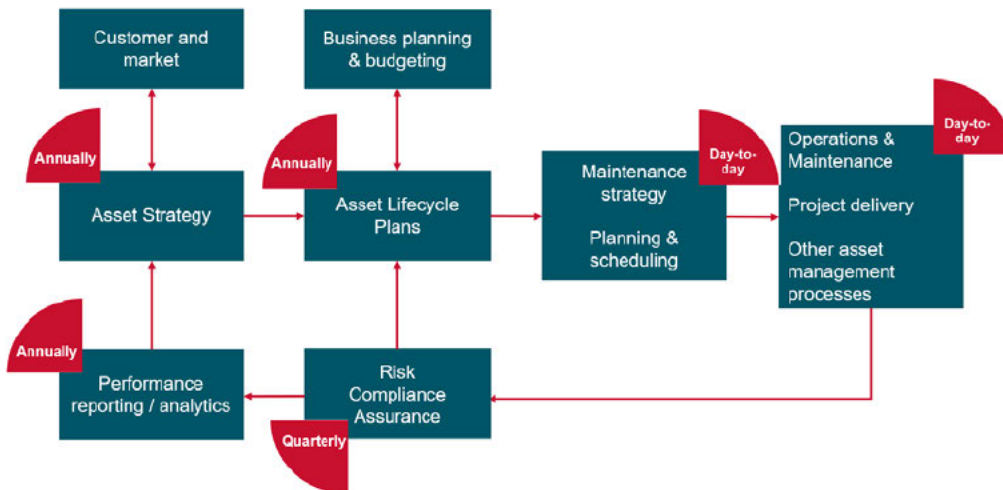 Customer and
market
Business planning
& budgeting
Annually
Asset Strategy
Annually
Asset Lifecycle
Plans
Day-to-
day
Maintenance
strategy
Planning &
scheduling
Day-to-
day
Operations &
Maintenance
Project delivery
Other asset
management
processes
Annually
Performance
reporting / analytics
Risk
Compliance
Assurance
Quarterly